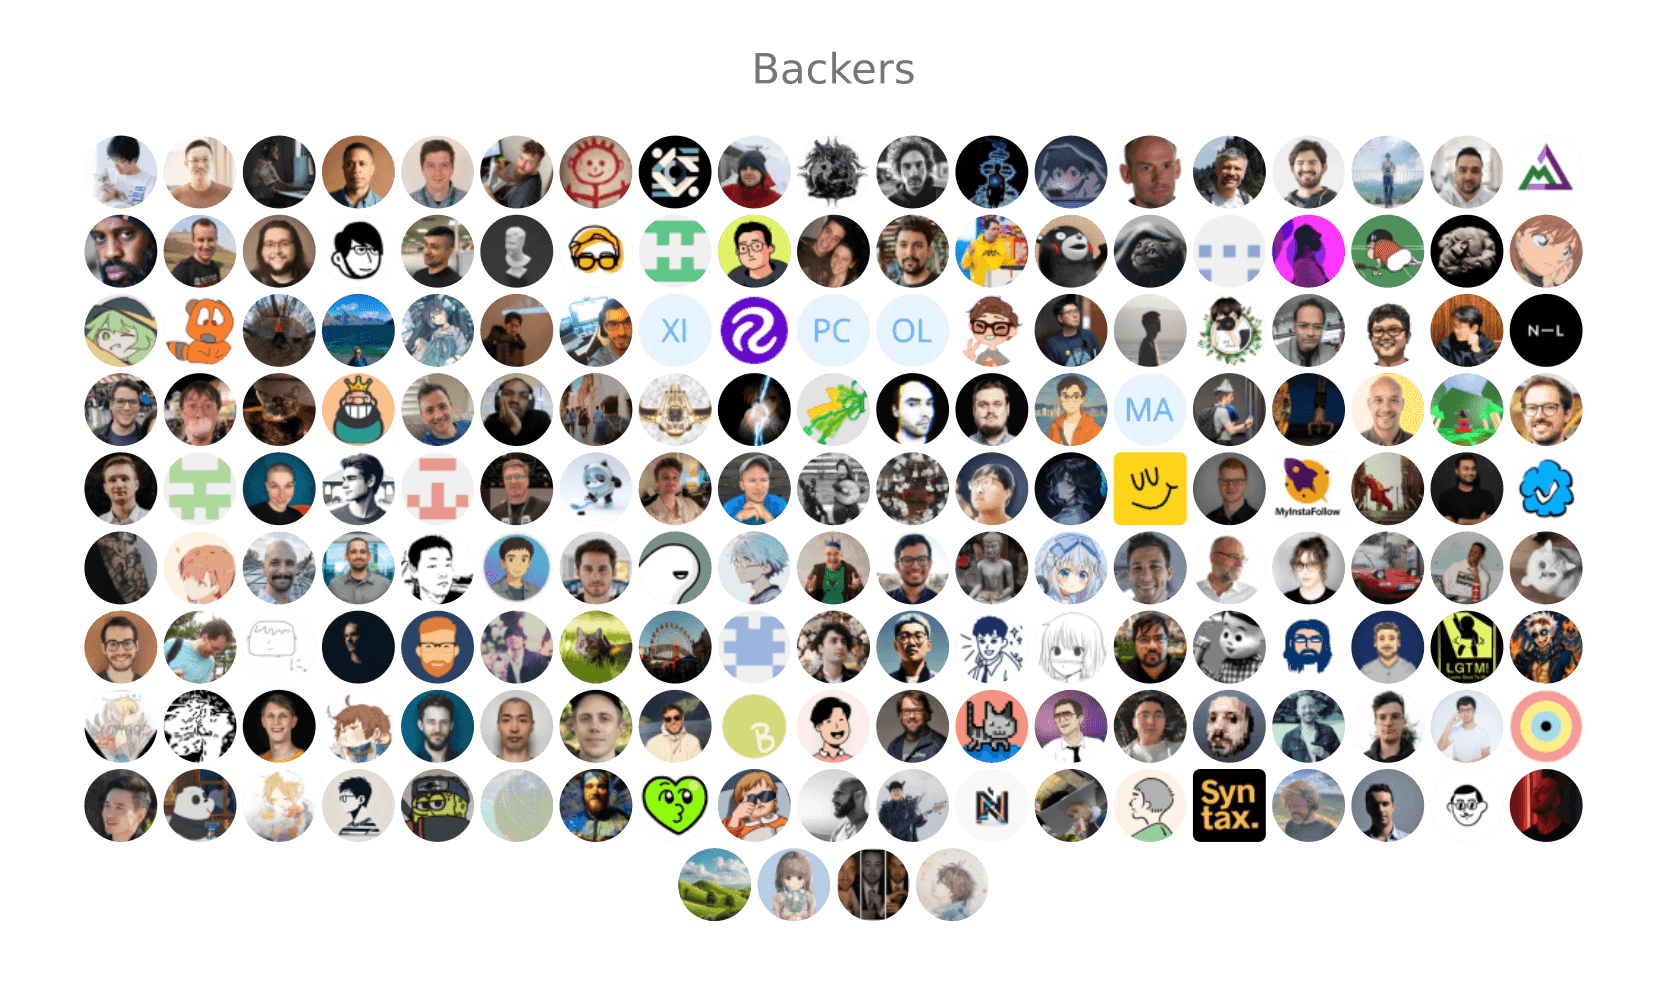 Backers
XI
PC
OL
N—L
MA
MyInstaFollow
LGTM!
B
N
Syn
tax.